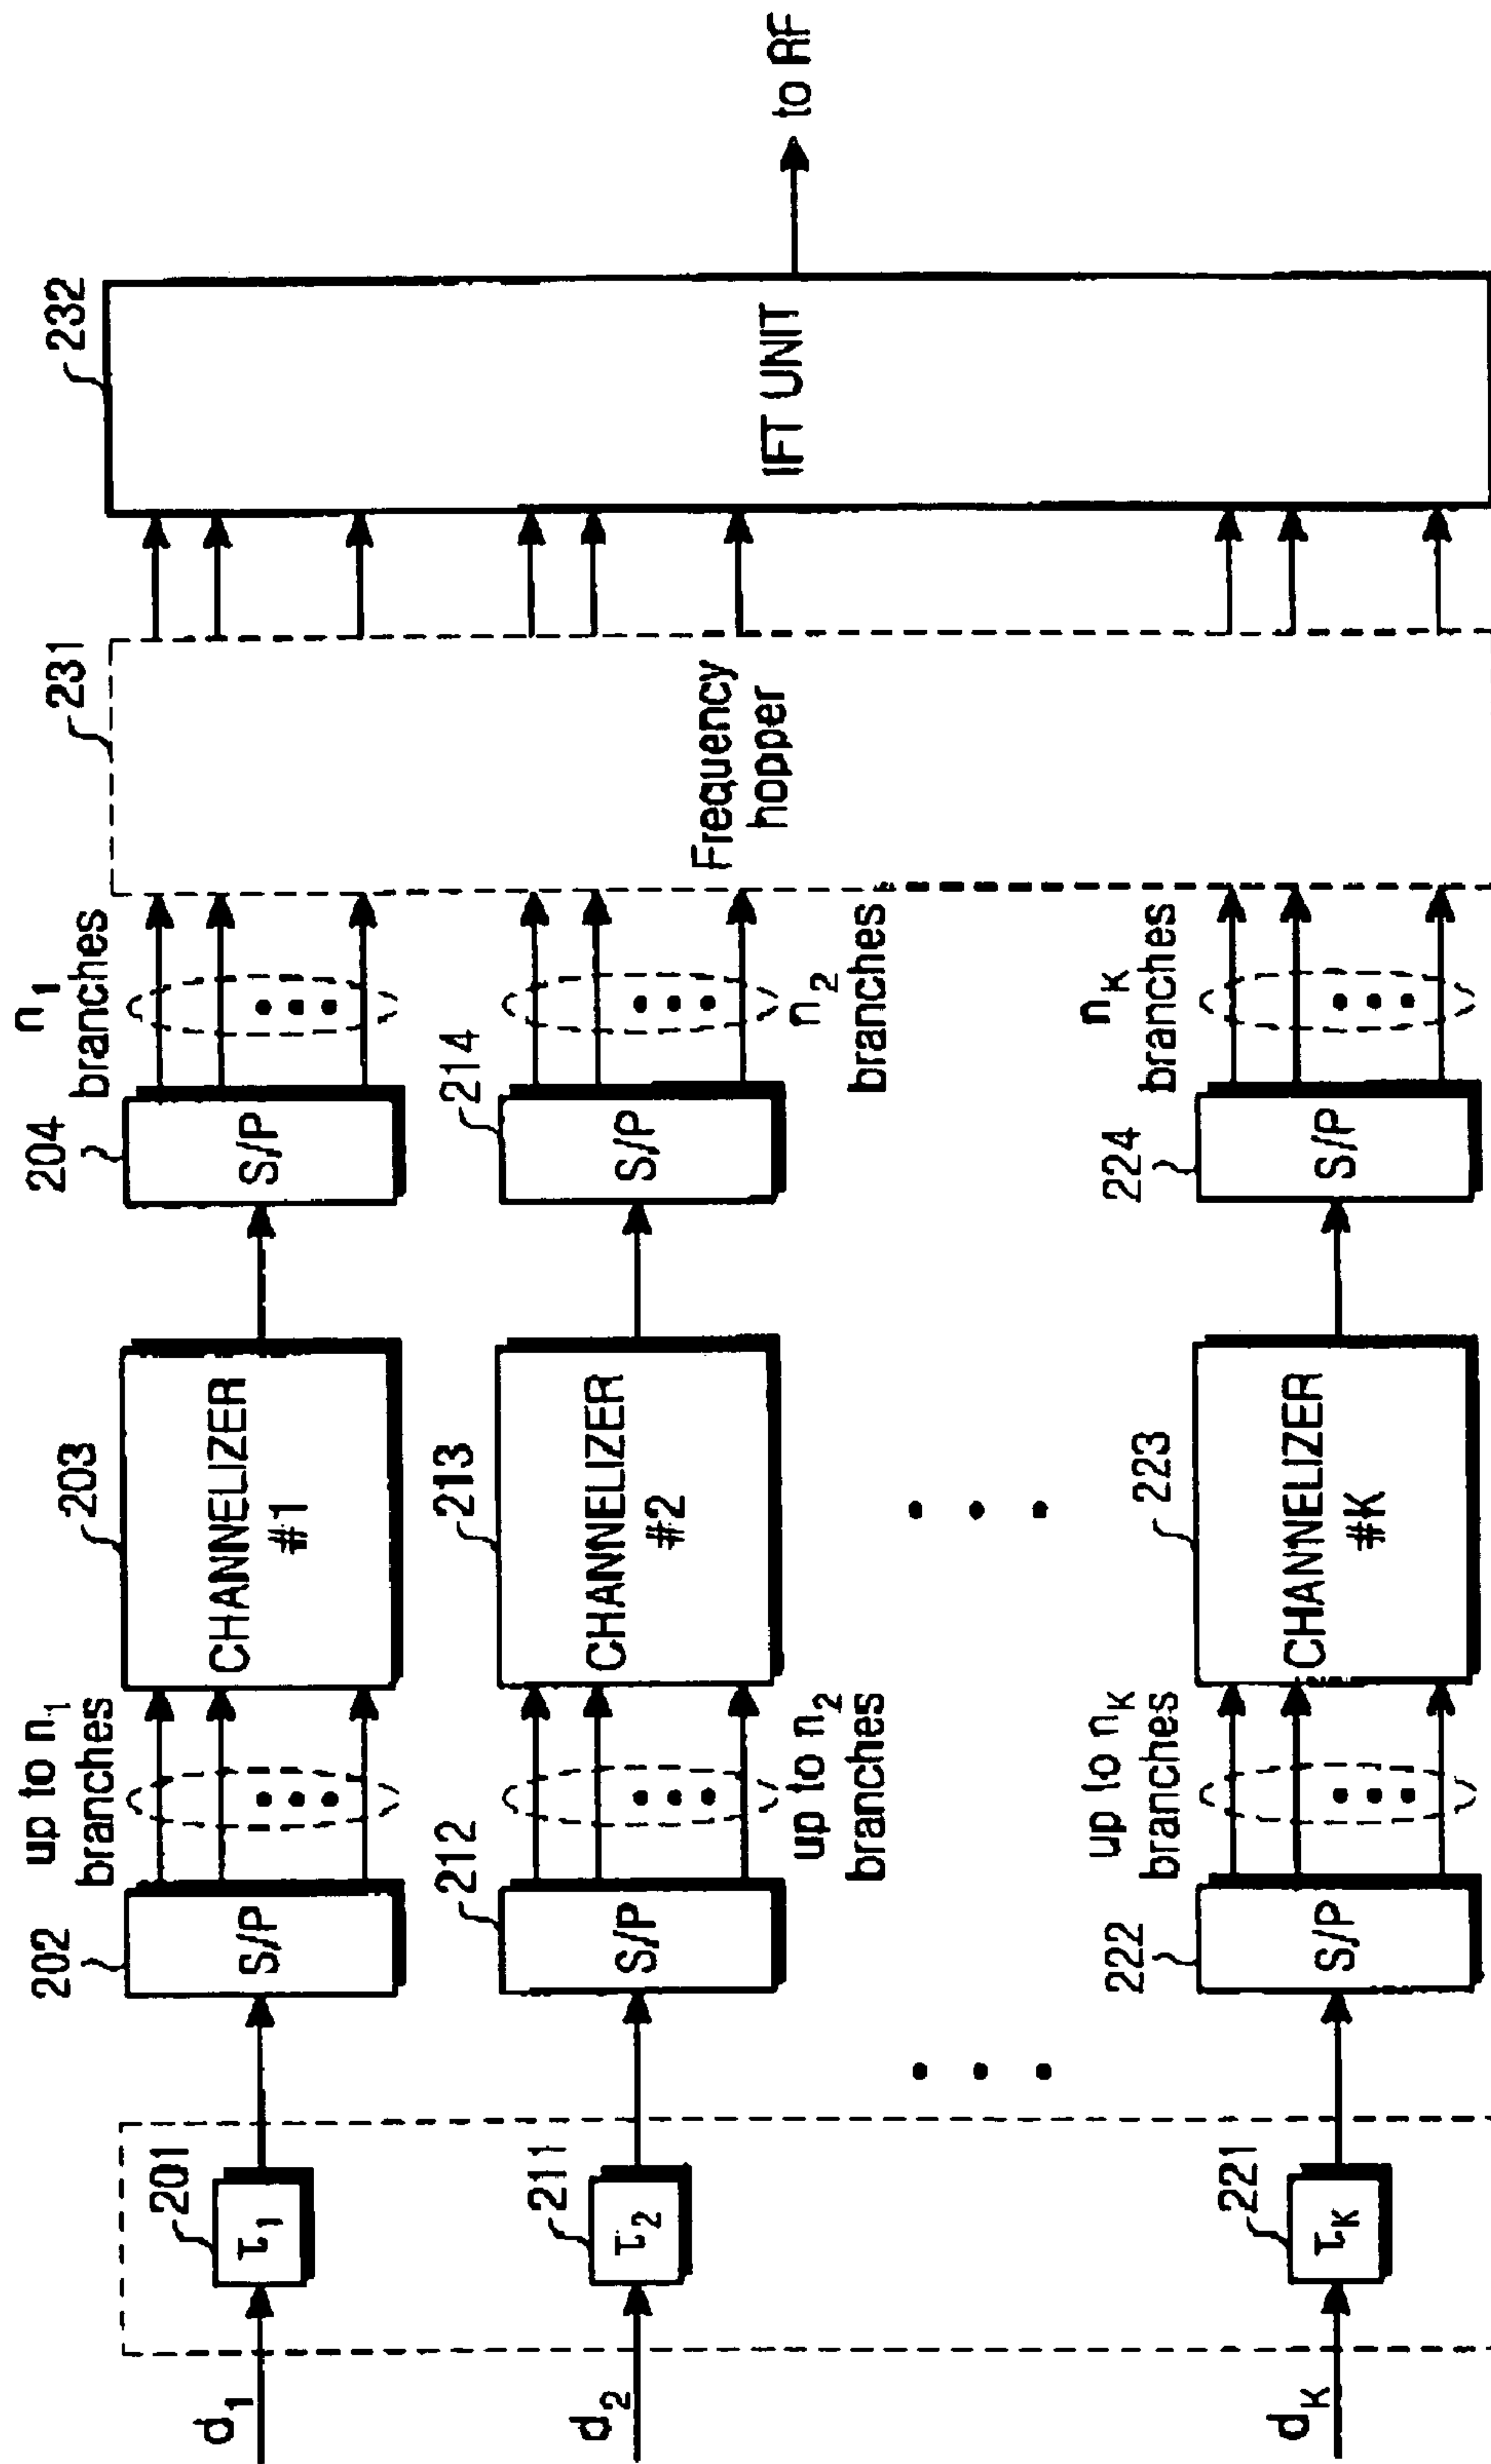 d1
τ1
201
S/P
202
up to n1
branches
CHANNELIZER
#1
203
S/P
204
n1
branches
d2
τ2
211
S/P
212
up to n2
branches
CHANNELIZER
#2
213
S/P
214
n2
branches
dK
τK
221
S/P
222
up to nK
branches
CHANNELIZER
#K
223
S/P
224
nK
branches
Frequency
hopper
231
IFT UNIT
232
to RF